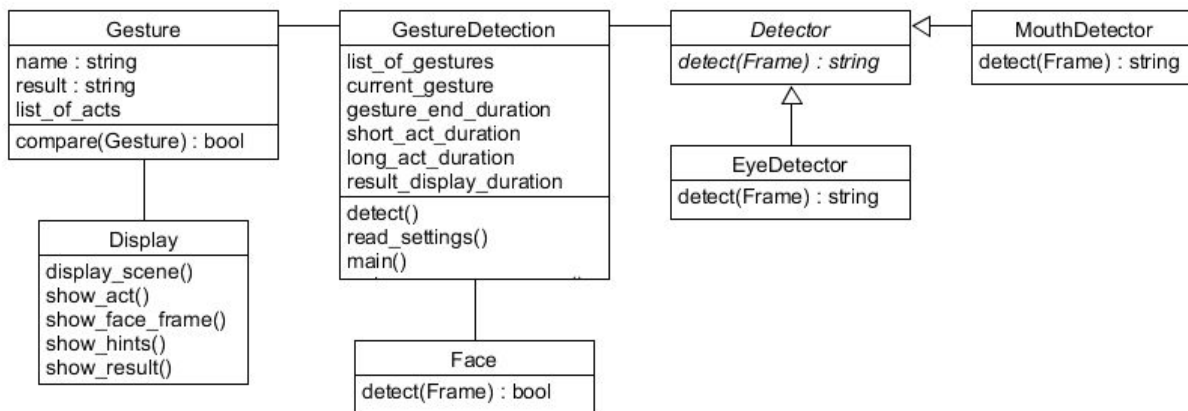 Gesture
name : string
result : string
list_of_acts
compare(Gesture) : bool
GestureDetection
list_of_gestures
current_gesture
gesture_end_duration
short_act_duration
long_act_duration
result_display_duration
detect()
read_settings()
main()
Detector
detect(Frame) : string
MouthDetector
detect(Frame) : string
EyeDetector
detect(Frame) : string
Display
display_scene()
show_act()
show_face_frame()
show_hints()
show_result()
Face
detect(Frame) : bool